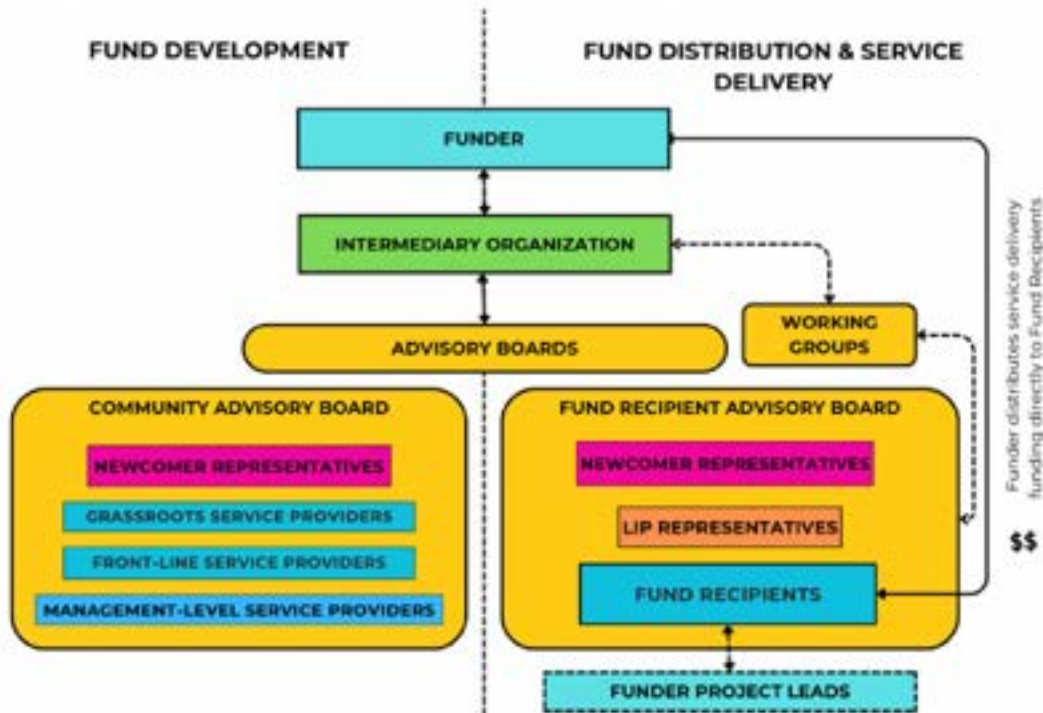 FUND DEVELOPMENT
FUND DISTRIBUTION & SERVICE
DELIVERY
FUNDER
INTERMEDIARY ORGANIZATION
WORKING
GROUPS
ADVISORY BOARDS
COMMUNITY ADVISORY BOARD
NEWCOMER REPRESENTATIVES
GRASSROOTS SERVICE PROVIDERS
FRONT-LINE SERVICE PROVIDERS
MANAGEMENT-LEVEL SERVICE PROVIDERS
FUND RECIPIENT ADVISORY BOARD
NEWCOMER REPRESENTATIVES
LIP REPRESENTATIVES
FUND RECIPIENTS
FUNDER PROJECT LEADS
Funder distributes service delivery
funding directly to Fund Recipients
$$